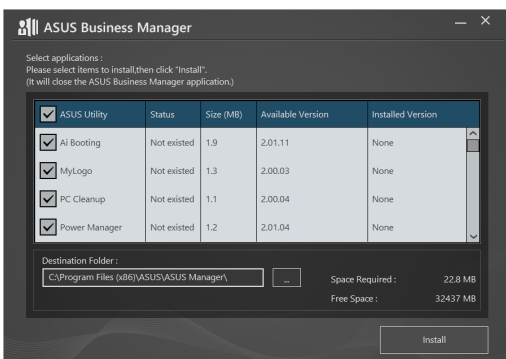 ASUS Business Manager
Select applications :
Please select items to install,then click "Install".
(It will close the ASUS Business Manager application.)
ASUS Utility Status Size (MB) Available Version Installed Version
Ai Booting Not existed 1.9 2.01.11 None
MyLogo Not existed 1.3 2.00.03 None
PC Cleanup Not existed 1.1 2.00.04 None
Power Manager Not existed 1.2 2.01.04 None
Destination Folder :
C:\Program Files (x86)\ASUS\ASUS Manager\ ...
Space Required : 22.8 MB
Free Space : 32437 MB
Install